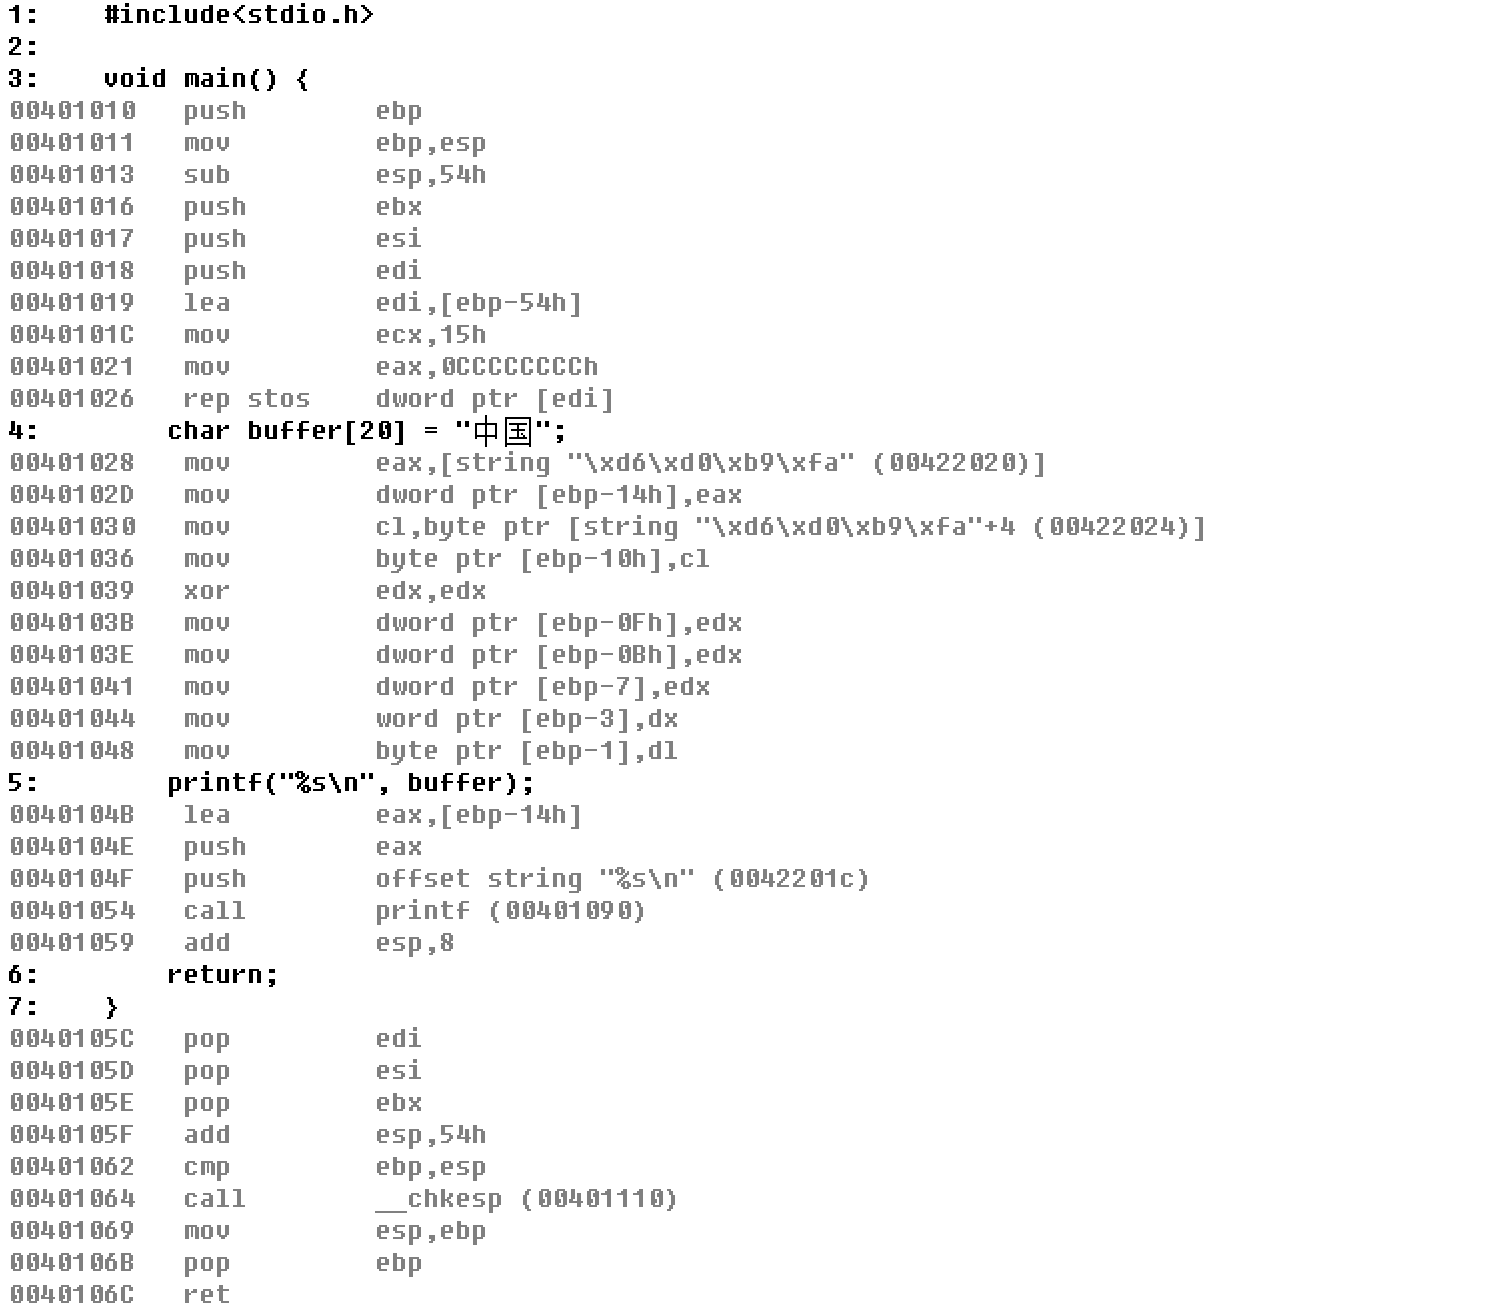 1:    #include<stdio.h>
2:
3:    void main() {
00401010   push        ebp
00401011   mov         ebp,esp
00401013   sub         esp,54h
00401016   push        ebx
00401017   push        esi
00401018   push        edi
00401019   lea         edi,[ebp-54h]
0040101C   mov         ecx,15h
00401021   mov         eax,0CCCCCCCCh
00401026   rep stos    dword ptr [edi]
4:        char buffer[20] = "中国";
00401028   mov         eax,[string "\xd6\xd0\xb9\xfa" (00422020)]
0040102D   mov         dword ptr [ebp-14h],eax
00401030   mov         cl,byte ptr [string "\xd6\xd0\xb9\xfa"+4 (00422024)]
00401036   mov         byte ptr [ebp-10h],cl
00401039   xor         edx,edx
0040103B   mov         dword ptr [ebp-0Fh],edx
0040103E   mov         dword ptr [ebp-0Bh],edx
00401041   mov         dword ptr [ebp-7],edx
00401044   mov         word ptr [ebp-3],dx
00401048   mov         byte ptr [ebp-1],dl
5:        printf("%s\n", buffer);
0040104B   lea         eax,[ebp-14h]
0040104E   push        eax
0040104F   push        offset string "%s\n" (0042201c)
00401054   call        printf (00401090)
00401059   add         esp,8
6:        return;
7:    }
0040105C   pop         edi
0040105D   pop         esi
0040105E   pop         ebx
0040105F   add         esp,54h
00401062   cmp         ebp,esp
00401064   call        __chkesp (00401110)
00401069   mov         esp,ebp
0040106B   pop         ebp
0040106C   ret